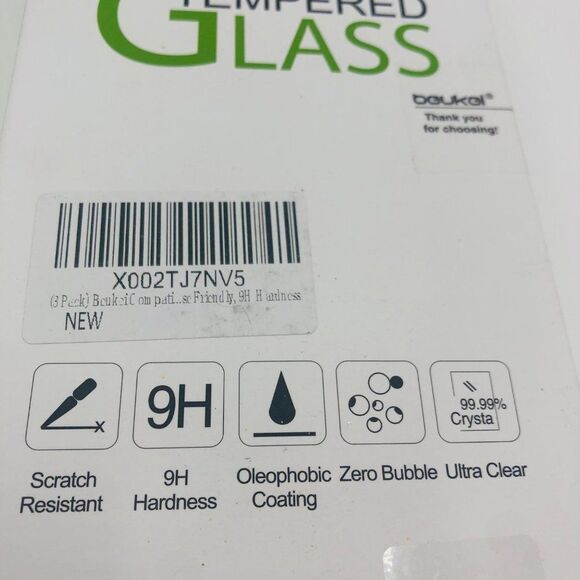 TEMPERED
GLASS
beukei®
Thank you
for choosing!
X002TJ7NV5
(3 Pack) Beukei Compati...se Friendly, 9H Hardness
NEW
9H
99.99%
Crysta
x
Scratch
Resistant
9H
Hardness
Oleophobic
Coating
Zero Bubble
Ultra Clear